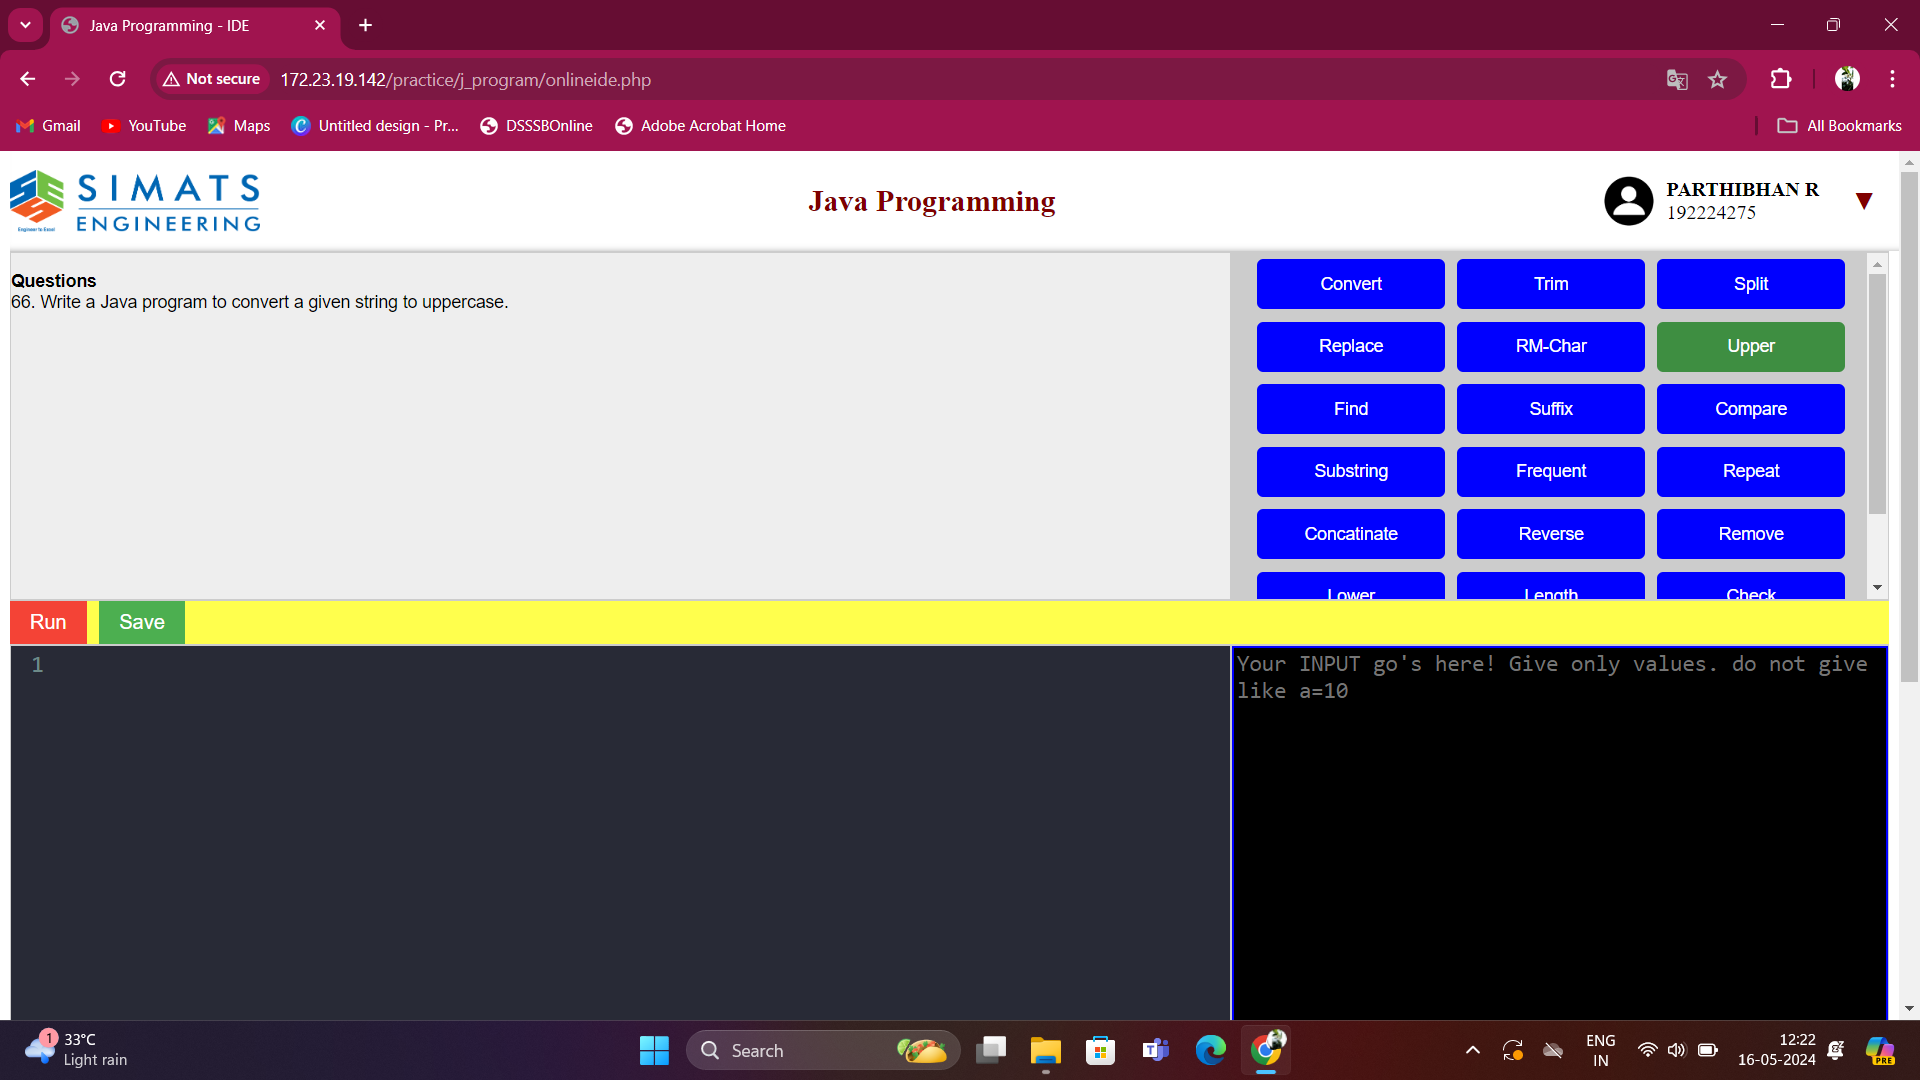 Java Programming - IDE
Not secure
172.23.19.142/practice/j_program/onlineide.php
Gmail
YouTube
Maps
Untitled design - Pr...
DSSSBOnline
Adobe Acrobat Home
All Bookmarks
SIMATS
ENGINEERING
Engineer to Excel
Java Programming
PARTHIBHAN R
192224275
Questions
66. Write a Java program to convert a given string to uppercase.
Convert
Trim
Split
Replace
RM-Char
Upper
Find
Suffix
Compare
Substring
Frequent
Repeat
Concatinate
Reverse
Remove
Lower
Length
Check
Run
Save
1
Your INPUT go's here! Give only values. do not give
like a=10
1
33°C
Light rain
Search
ENG
IN
12:22
16-05-2024
PRE